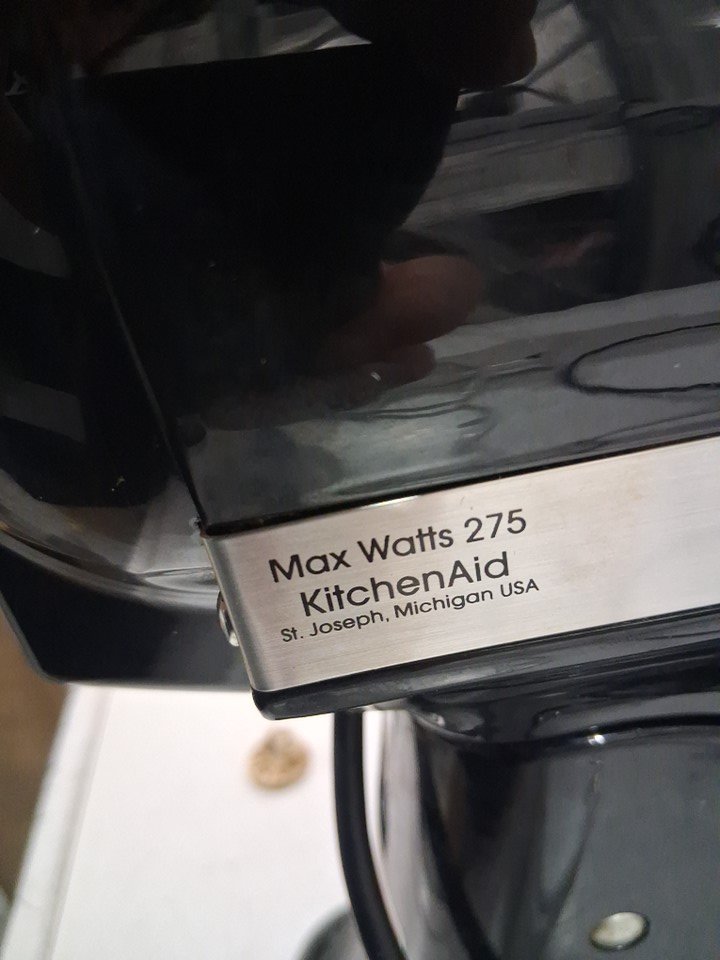 Max Watts 275
KitchenAid
St. Joseph, Michigan USA